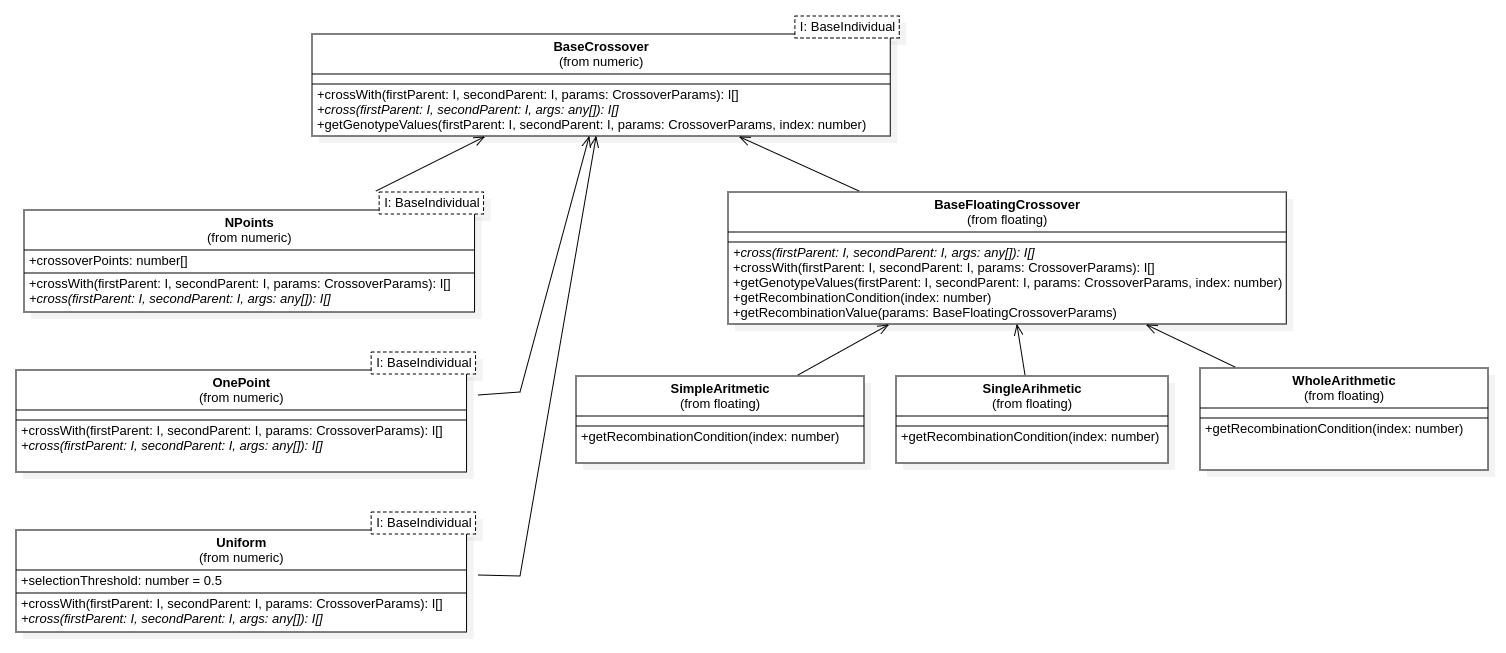 I: BaseIndividual
BaseCrossover
(from numeric)
+crossWith(firstParent: I, secondParent: I, params: CrossoverParams): I[]
+cross(firstParent: I, secondParent: I, args: any[]): I[]
+getGenotypeValues(firstParent: I, secondParent: I, params: CrossoverParams, index: number)
I: BaseIndividual
NPoints
(from numeric)
+crossoverPoints: number[]
+crossWith(firstParent: I, secondParent: I, params: CrossoverParams): I[]
+cross(firstParent: I, secondParent: I, args: any[]): I[]
BaseFloatingCrossover
(from floating)
+cross(firstParent: I, secondParent: I, args: any[]): I[]
+crossWith(firstParent: I, secondParent: I, params: CrossoverParams): I[]
+getGenotypeValues(firstParent: I, secondParent: I, params: CrossoverParams, index: number)
+getRecombinationCondition(index: number)
+getRecombinationValue(params: BaseFloatingCrossoverParams)
I: BaseIndividual
OnePoint
(from numeric)
+crossWith(firstParent: I, secondParent: I, params: CrossoverParams): I[]
+cross(firstParent: I, secondParent: I, args: any[]): I[]
SimpleAritmetic
(from floating)
+getRecombinationCondition(index: number)
SingleArihmetic
(from floating)
+getRecombinationCondition(index: number)
WholeArithmetic
(from floating)
+getRecombinationCondition(index: number)
I: BaseIndividual
Uniform
(from numeric)
+selectionThreshold: number = 0.5
+crossWith(firstParent: I, secondParent: I, params: CrossoverParams): I[]
+cross(firstParent: I, secondParent: I, args: any[]): I[]